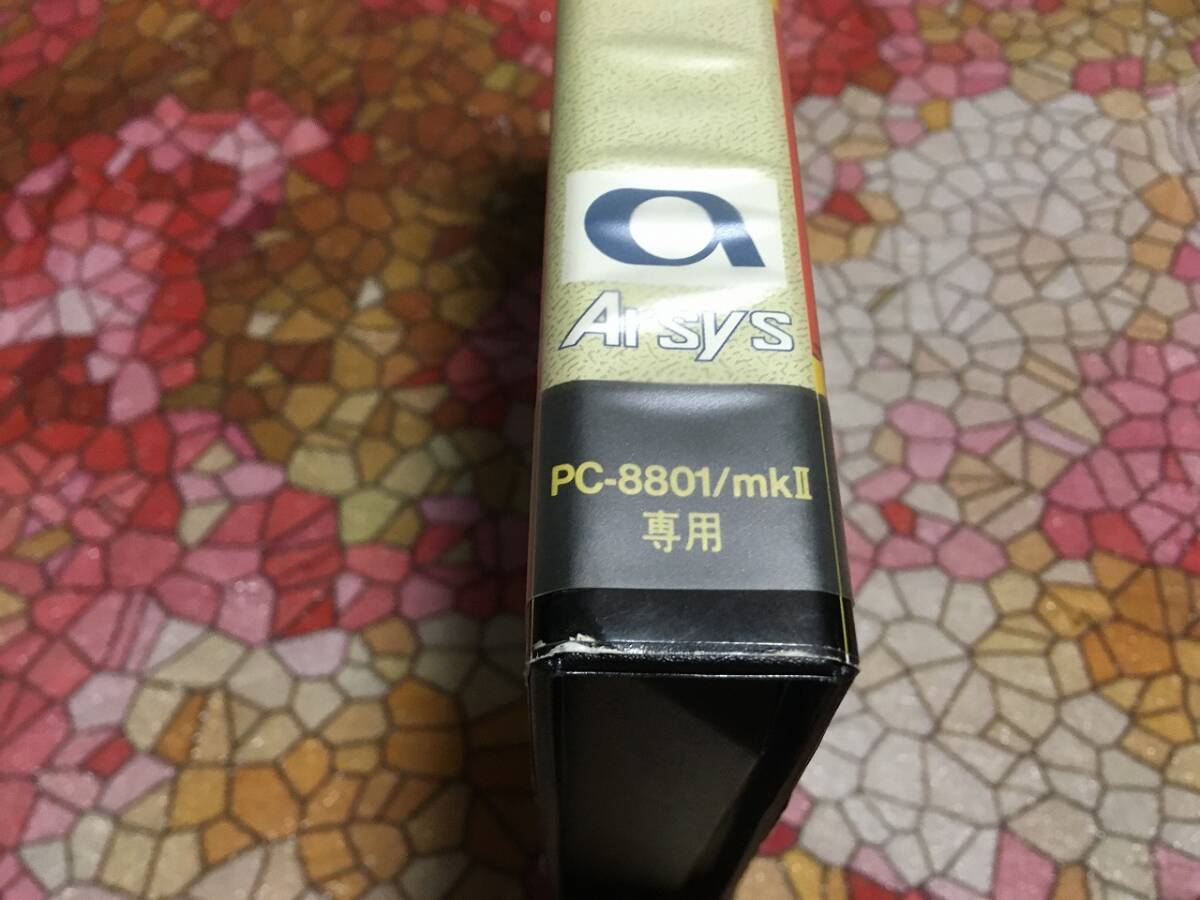 Arsys
PC-8801/mkⅡ
専用